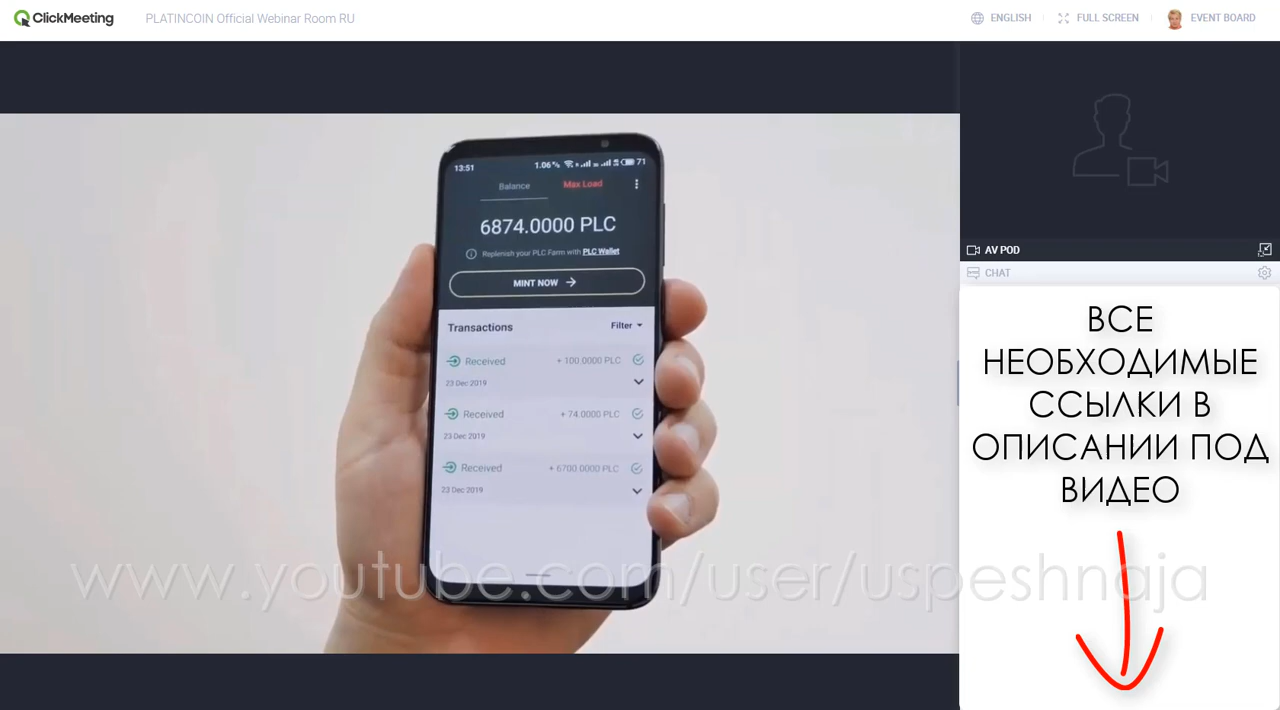 ClickMeeting
PLATINCOIN Official Webinar Room RU
ENGLISH
FULL SCREEN
EVENT BOARD
13:51
71
Balance
Max Load
6874.0000 PLC
Replenish your PLC Farm with PLC Wallet
MINT NOW
Transactions
Filter
Received
+ 100.0000 PLC
23 Dec 2019
Received
+ 74.0000 PLC
23 Dec 2019
Received
+ 6700.0000 PLC
23 Dec 2019
AV POD
CHAT
ВСЕ
НЕОБХОДИМЫЕ
ССЫЛКИ В
ОПИСАНИИ ПОД
ВИДЕО
www.youtube.com/user/uspeshnaja